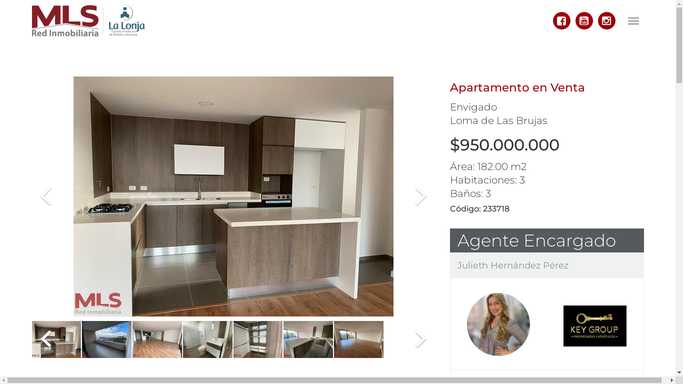 MLS
Red Inmobiliaria
La Lonja
Apartamento en Venta
Envigado
Loma de Las Brujas
$950.000.000
Área: 182.00 m2
Habitaciones: 3
Baños: 3
Código: 233718
MLS
Red Inmobiliaria
Agente Encargado
Julieth Hernández Pérez
KEY GROUP